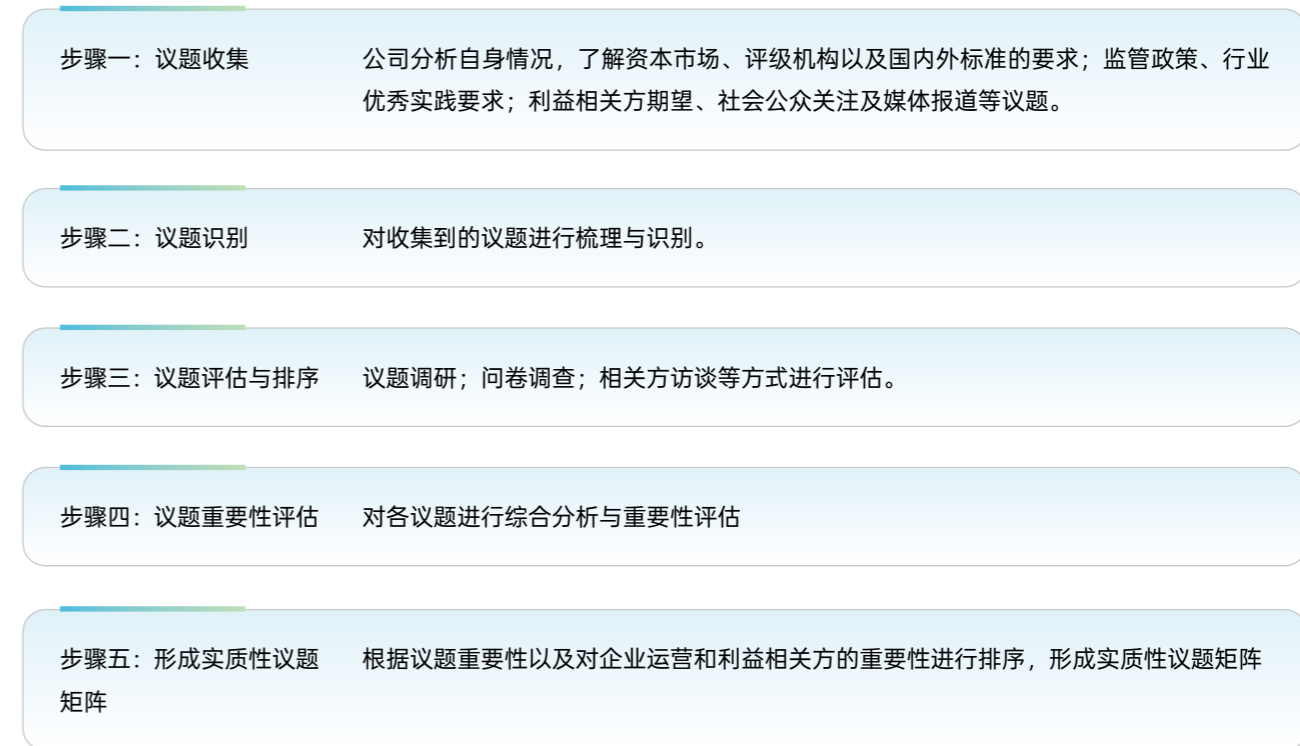 步骤一：议题收集
公司分析自身情况，了解资本市场、评级机构以及国内外标准的要求；监管政策、行业
优秀实践要求；利益相关方期望、社会公众关注及媒体报道等议题。
步骤二：议题识别
对收集到的议题进行梳理与识别。
步骤三：议题评估与排序
议题调研；问卷调查；相关方访谈等方式进行评估。
步骤四：议题重要性评估
对各议题进行综合分析与重要性评估
步骤五：形成实质性议题
矩阵
根据议题重要性以及对企业运营和利益相关方的重要性进行排序，形成实质性议题矩阵